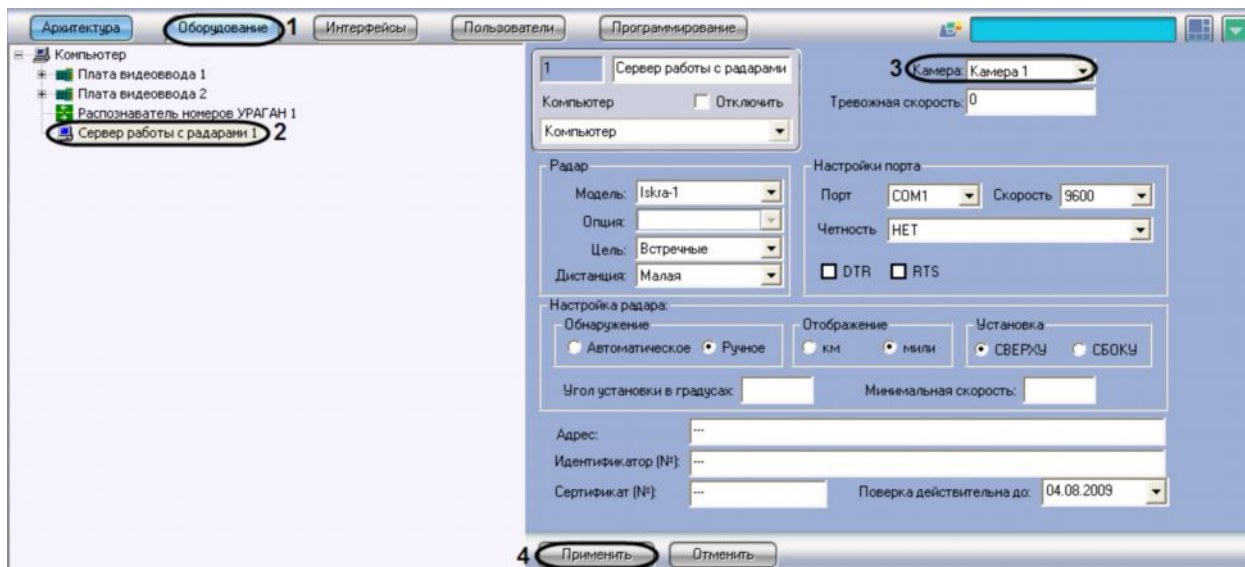 Архитектура Оборудование 1 Интерфейсы Пользователи Программирование
Компьютер
Плата видеоввода 1
Плата видеоввода 2
Распознаватель номеров УРАГАН 1
Сервер работы с радарами 1 2
1 Сервер работы с радарами
Компьютер Отключить
Компьютер
3 Камера: Камера 1
Тревожная скорость: 0
Радар
Модель: Iskra-1
Опция:
Цель: Встречные
Дистанция: Малая
Настройки порта
Порт COM1 Скорость 9600
Четность НЕТ
DTR RTS
Настройка радара:
Обнаружение
Автоматическое Ручное
Отображение
км мили
Установка
СВЕРХУ СБОКУ
Угол установки в градусах: Минимальная скорость:
Адрес: ---
Идентификатор (№): ---
Сертификат (№): --- Поверка действительна до: 04.08.2009
4 Применить Отменить